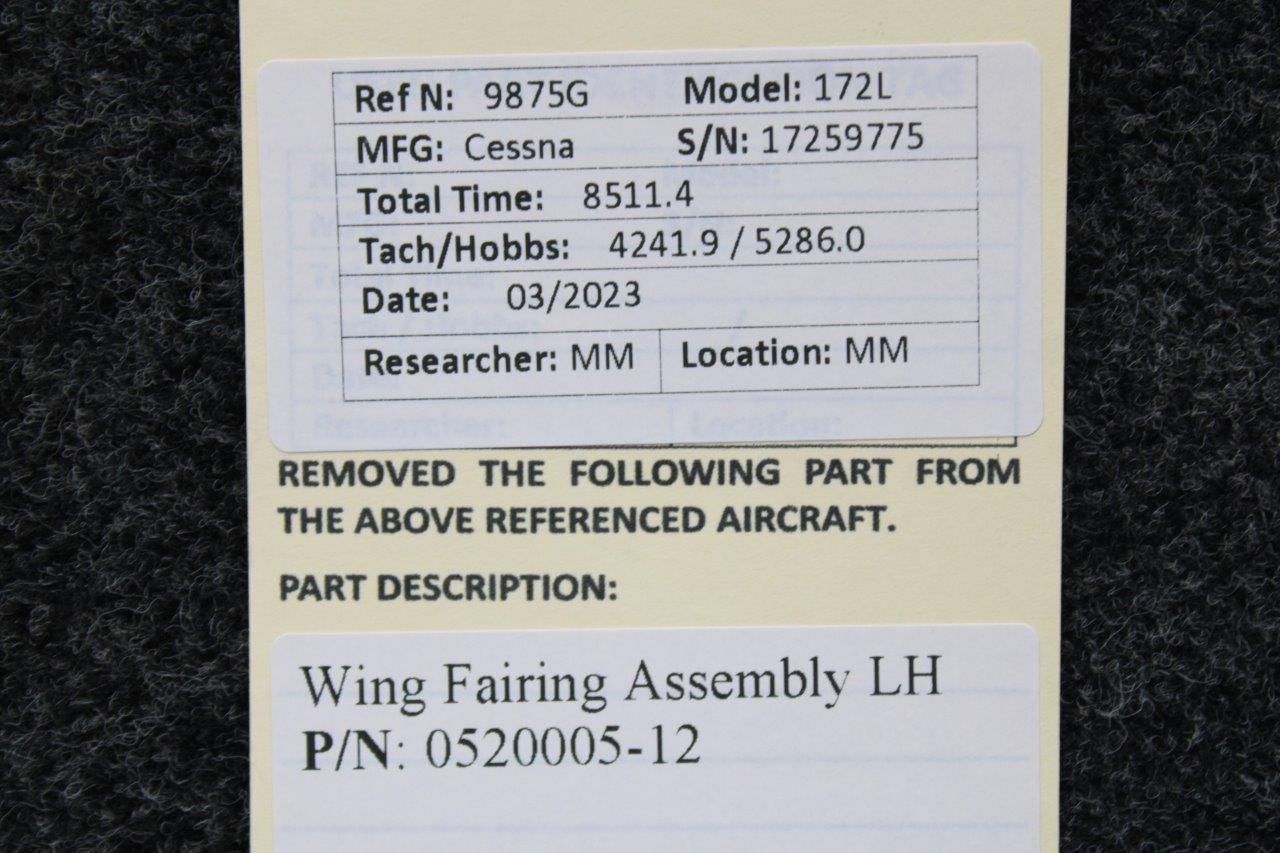 Ref N: 9875G Model: 172L
MFG: Cessna S/N: 17259775
Total Time: 8511.4
Tach/Hobbs: 4241.9 / 5286.0
Date: 03/2023
Researcher: MM Location: MM
Researcher: Location:
REMOVED THE FOLLOWING PART FROM
THE ABOVE REFERENCED AIRCRAFT.
PART DESCRIPTION:
Wing Fairing Assembly LH
P/N: 0520005-12